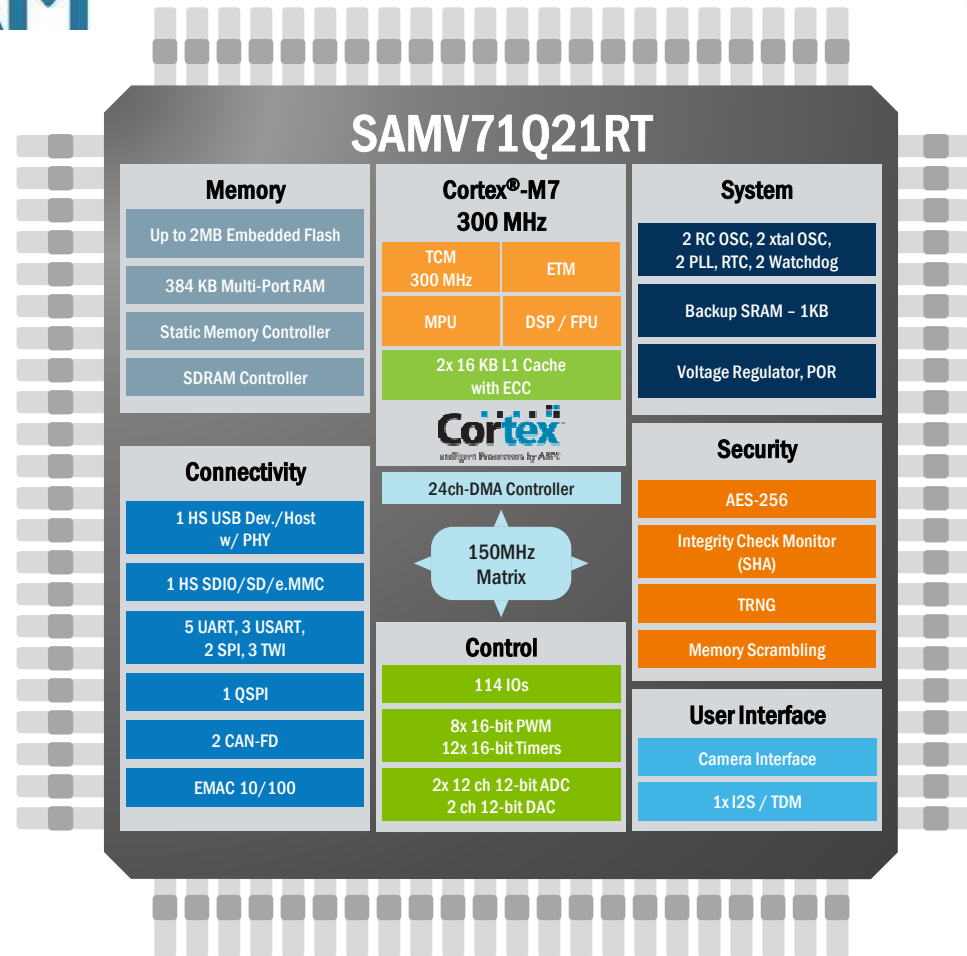 SAMV71Q21RT
Memory
Up to 2MB Embedded Flash
384 KB Multi-Port RAM
Static Memory Controller
SDRAM Controller
Connectivity
1 HS USB Dev./Host
w/ PHY
1 HS SDIO/SD/e.MMC
5 UART, 3 USART,
2 SPI, 3 TWI
1 QSPI
2 CAN-FD
EMAC 10/100
Cortex®-M7
300 MHz
TCM
300 MHz
ETM
MPU
DSP / FPU
2x 16 KB L1 Cache
with ECC
Cortex
Intelligent Processors by ARM
24ch-DMA Controller
150MHz
Matrix
Control
114 IOs
8x 16-bit PWM
12x 16-bit Timers
2x 12 ch 12-bit ADC
2 ch 12-bit DAC
System
2 RC OSC, 2 xtal OSC,
2 PLL, RTC, 2 Watchdog
Backup SRAM – 1KB
Voltage Regulator, POR
Security
AES-256
Integrity Check Monitor
(SHA)
TRNG
Memory Scrambling
User Interface
Camera Interface
1x I2S / TDM